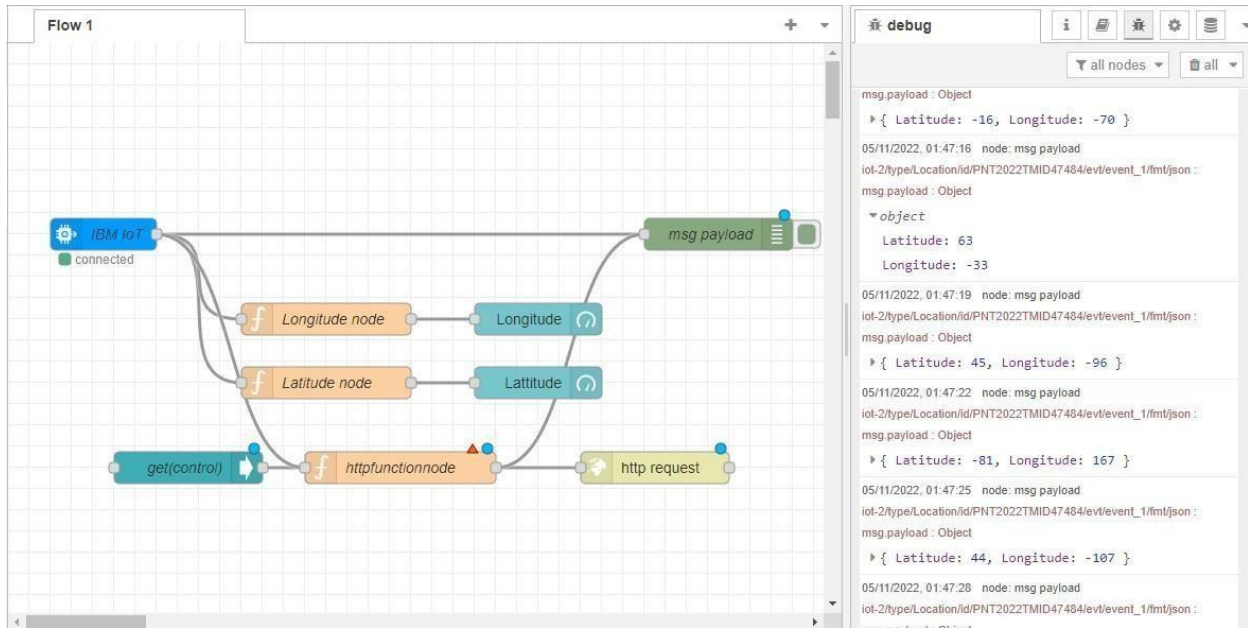 Flow 1
IBM IoT
connected
msg payload
Longitude node
Longitude
Latitude node
Lattitude
get(control)
httpfunctionnode
http request
debug
i
all nodes
all
msg.payload : Object
{ Latitude: -16, Longitude: -70 }
05/11/2022, 01:47:16 node: msg payload
iot-2/type/Location/id/PNT2022TMID47484/evt/event_1/fmt/json :
msg.payload : Object
object
Latitude: 63
Longitude: -33
05/11/2022, 01:47:19 node: msg payload
iot-2/type/Location/id/PNT2022TMID47484/evt/event_1/fmt/json :
msg.payload : Object
{ Latitude: 45, Longitude: -96 }
05/11/2022, 01:47:22 node: msg payload
iot-2/type/Location/id/PNT2022TMID47484/evt/event_1/fmt/json :
msg.payload : Object
{ Latitude: -81, Longitude: 167 }
05/11/2022, 01:47:25 node: msg payload
iot-2/type/Location/id/PNT2022TMID47484/evt/event_1/fmt/json :
msg.payload : Object
{ Latitude: 44, Longitude: -107 }
05/11/2022, 01:47:28 node: msg payload
iot-2/type/Location/id/PNT2022TMID47484/evt/event_1/fmt/json :